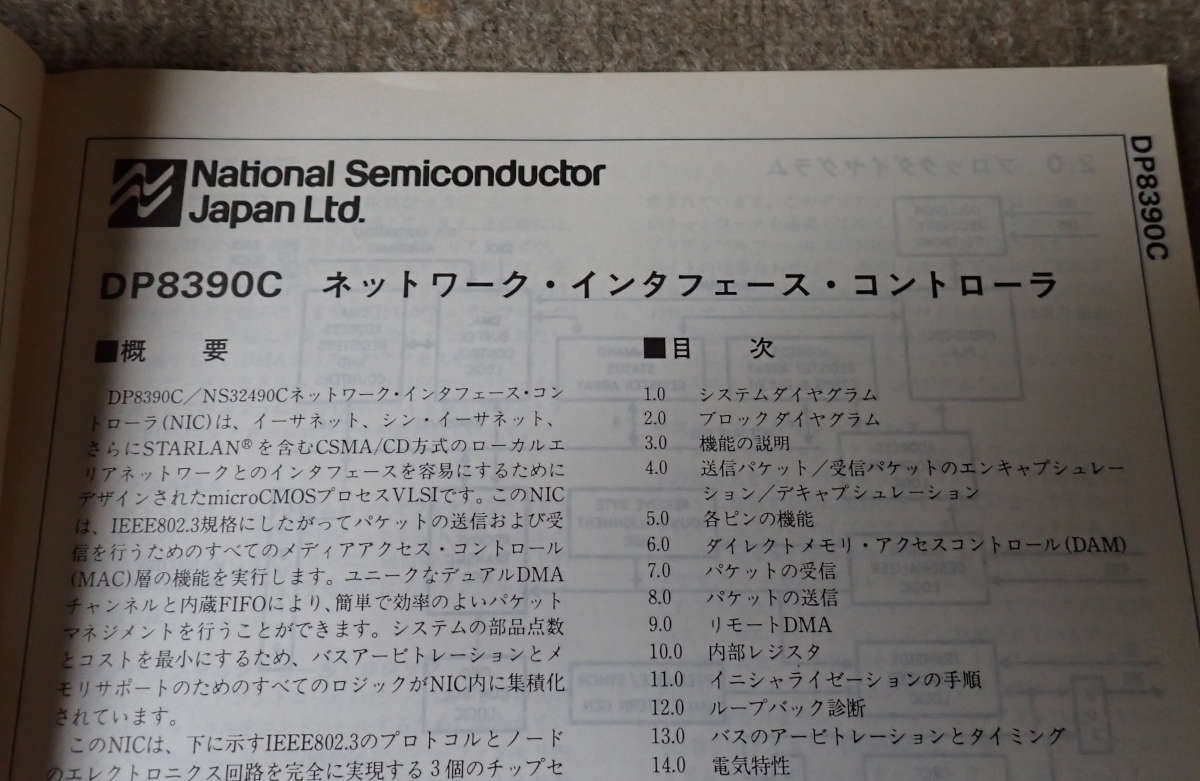 National Semiconductor
Japan Ltd.
DP8390C
DP8390C ネットワーク・インタフェース・コントローラ
■概 要
DP8390C／NS32490Cネットワーク・インタフェース・コン
トローラ(NIC)は、イーサネット、シン・イーサネット、
さらにSTARLAN®を含むCSMA/CD方式のローカルエ
リアネットワークとのインタフェースを容易にするために
デザインされたmicroCMOSプロセスVLSIです。このNIC
は、IEEE802.3規格にしたがってパケットの送信および受
信を行うためのすべてのメディアアクセス・コントロール
(MAC)層の機能を実行します。ユニークなデュアルDMA
チャンネルと内蔵FIFOにより、簡単で効率のよいパケット
マネジメントを行うことができます。システムの部品点数
とコストを最小にするため、バスアービトレーションとメ
モリサポートのためのすべてのロジックがNIC内に集積化
されています。
このNICは、下に示すIEEE802.3のプロトコルとノード
のエレクトロニクス回路を完全に実現する3個のチップセ
■目 次
1.0 システムダイヤグラム
2.0 ブロックダイヤグラム
3.0 機能の説明
4.0 送信パケット／受信パケットのエンキャプシュレー
ション／デキャプシュレーション
5.0 各ピンの機能
6.0 ダイレクトメモリ・アクセスコントロール(DAM)
7.0 パケットの受信
8.0 パケットの送信
9.0 リモートDMA
10.0 内部レジスタ
11.0 イニシャライゼーションの手順
12.0 ループバック診断
13.0 バスのアービトレーションとタイミング
14.0 電気特性